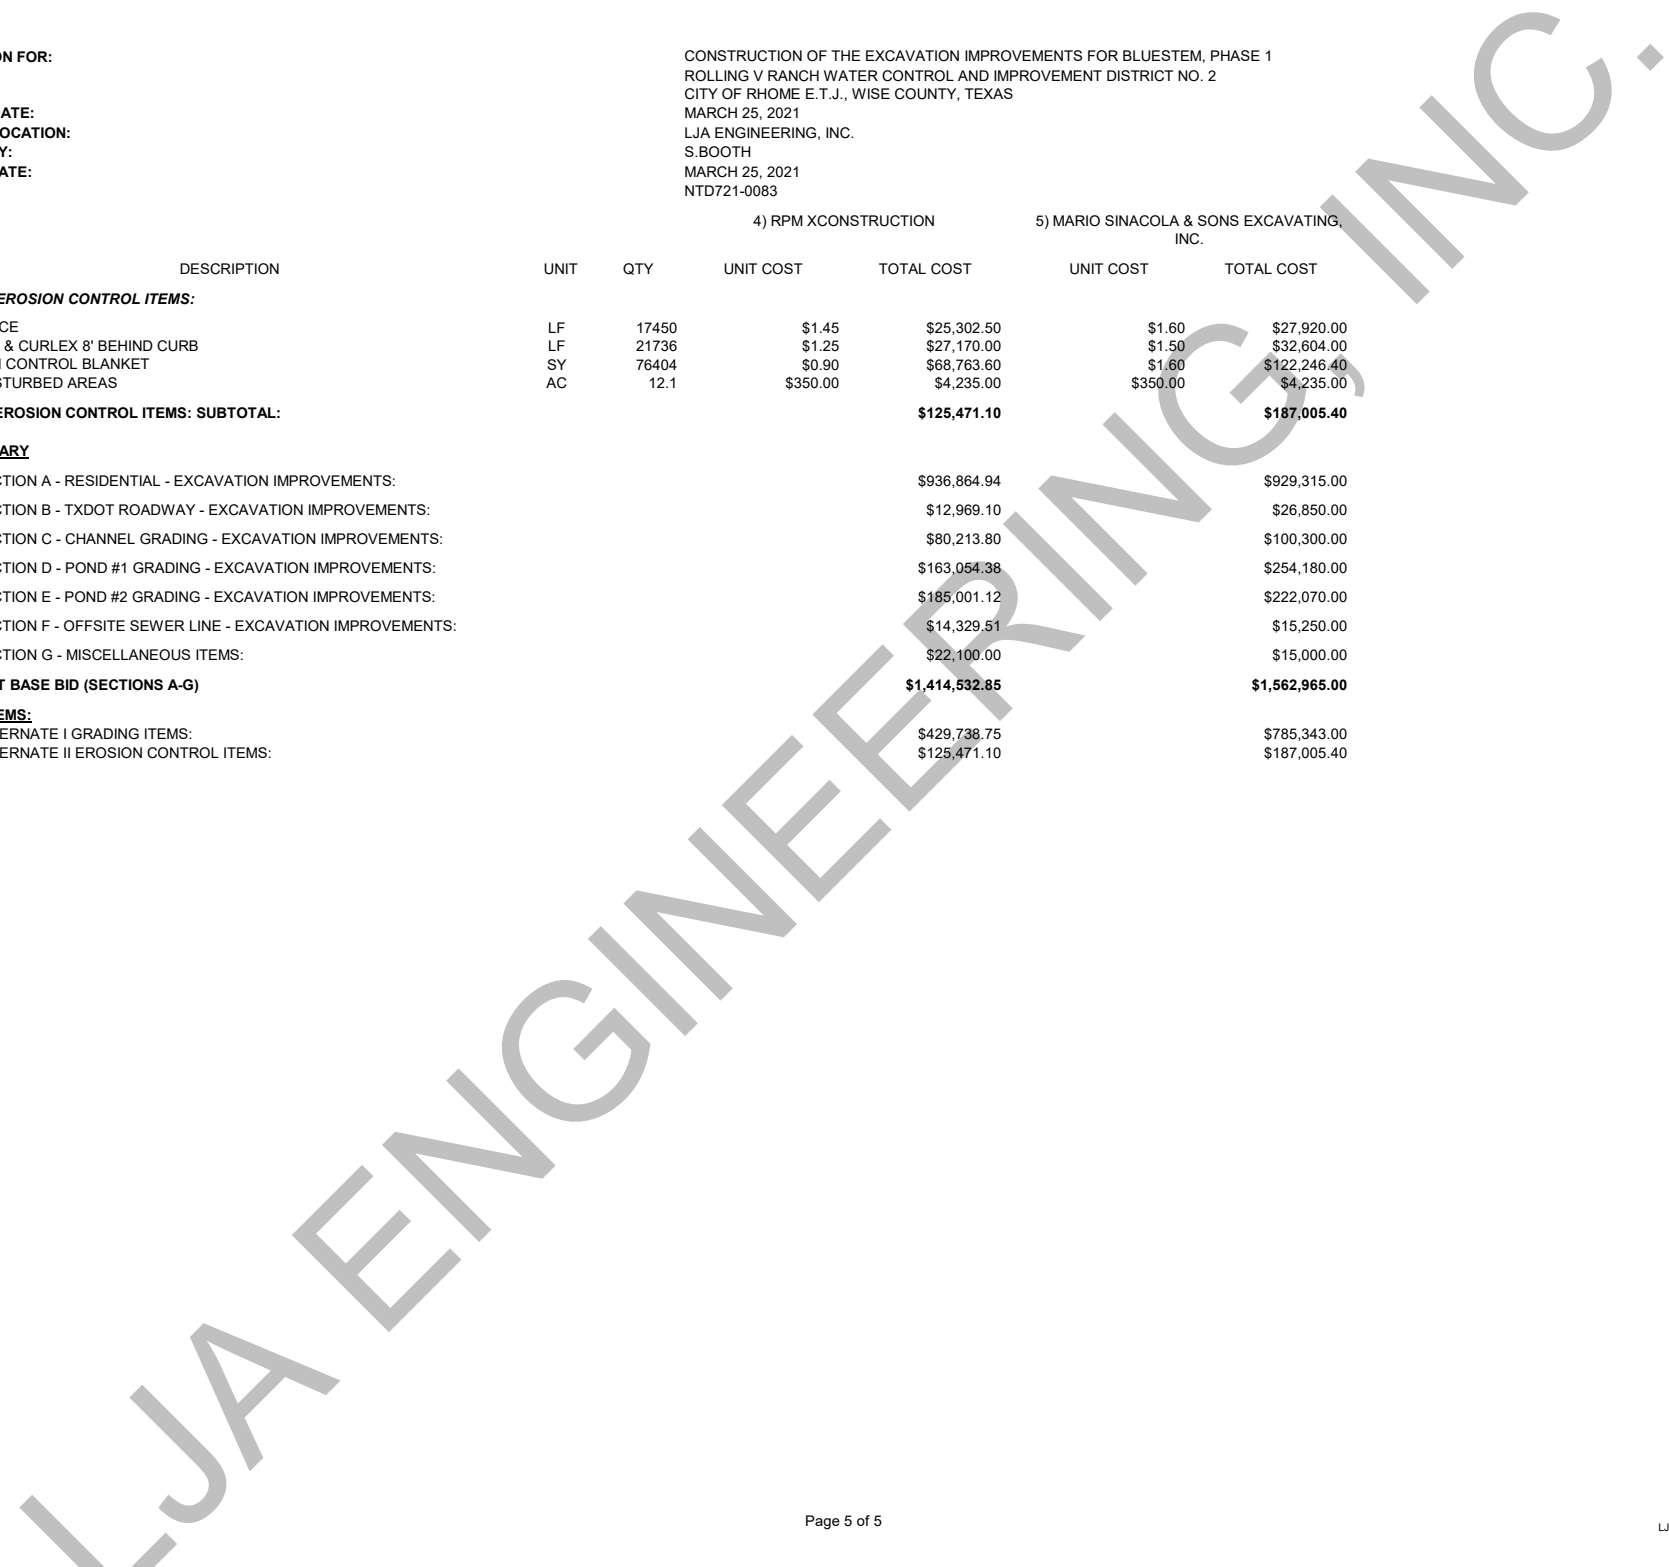 ON FOR: CONSTRUCTION OF THE EXCAVATION IMPROVEMENTS FOR BLUESTEM, PHASE 1
ROLLING V RANCH WATER CONTROL AND IMPROVEMENT DISTRICT NO. 2
CITY OF RHOME E.T.J., WISE COUNTY, TEXAS
ATE: MARCH 25, 2021
OCATION: LJA ENGINEERING, INC.
Y: S.BOOTH
ATE: MARCH 25, 2021
NTD721-0083
4) RPM XCONSTRUCTION 5) MARIO SINACOLA & SONS EXCAVATING,
INC.
DESCRIPTION UNIT QTY UNIT COST TOTAL COST UNIT COST TOTAL COST
EROSION CONTROL ITEMS:
CE LF 17450 $1.45 $25,302.50 $1.60 $27,920.00
& CURLEX 8' BEHIND CURB LF 21736 $1.25 $27,170.00 $1.50 $32,604.00
CONTROL BLANKET SY 76404 $0.90 $68,763.60 $1.60 $122,246.40
STURBED AREAS AC 12.1 $350.00 $4,235.00 $350.00 $4,235.00
EROSION CONTROL ITEMS: SUBTOTAL: $125,471.10 $187,005.40
ARY
CTION A - RESIDENTIAL - EXCAVATION IMPROVEMENTS: $936,864.94 $929,315.00
CTION B - TXDOT ROADWAY - EXCAVATION IMPROVEMENTS: $12,969.10 $26,850.00
CTION C - CHANNEL GRADING - EXCAVATION IMPROVEMENTS: $80,213.80 $100,300.00
CTION D - POND #1 GRADING - EXCAVATION IMPROVEMENTS: $163,054.38 $254,180.00
CTION E - POND #2 GRADING - EXCAVATION IMPROVEMENTS: $185,001.12 $222,070.00
CTION F - OFFSITE SEWER LINE - EXCAVATION IMPROVEMENTS: $14,329.51 $15,250.00
CTION G - MISCELLANEOUS ITEMS: $22,100.00 $15,000.00
T BASE BID (SECTIONS A-G) $1,414,532.85 $1,562,965.00
EMS:
ERNATE I GRADING ITEMS: $429,738.75 $785,343.00
ERNATE II EROSION CONTROL ITEMS: $125,471.10 $187,005.40
LJA ENGINEERING, INC.
Page 5 of 5
LJ